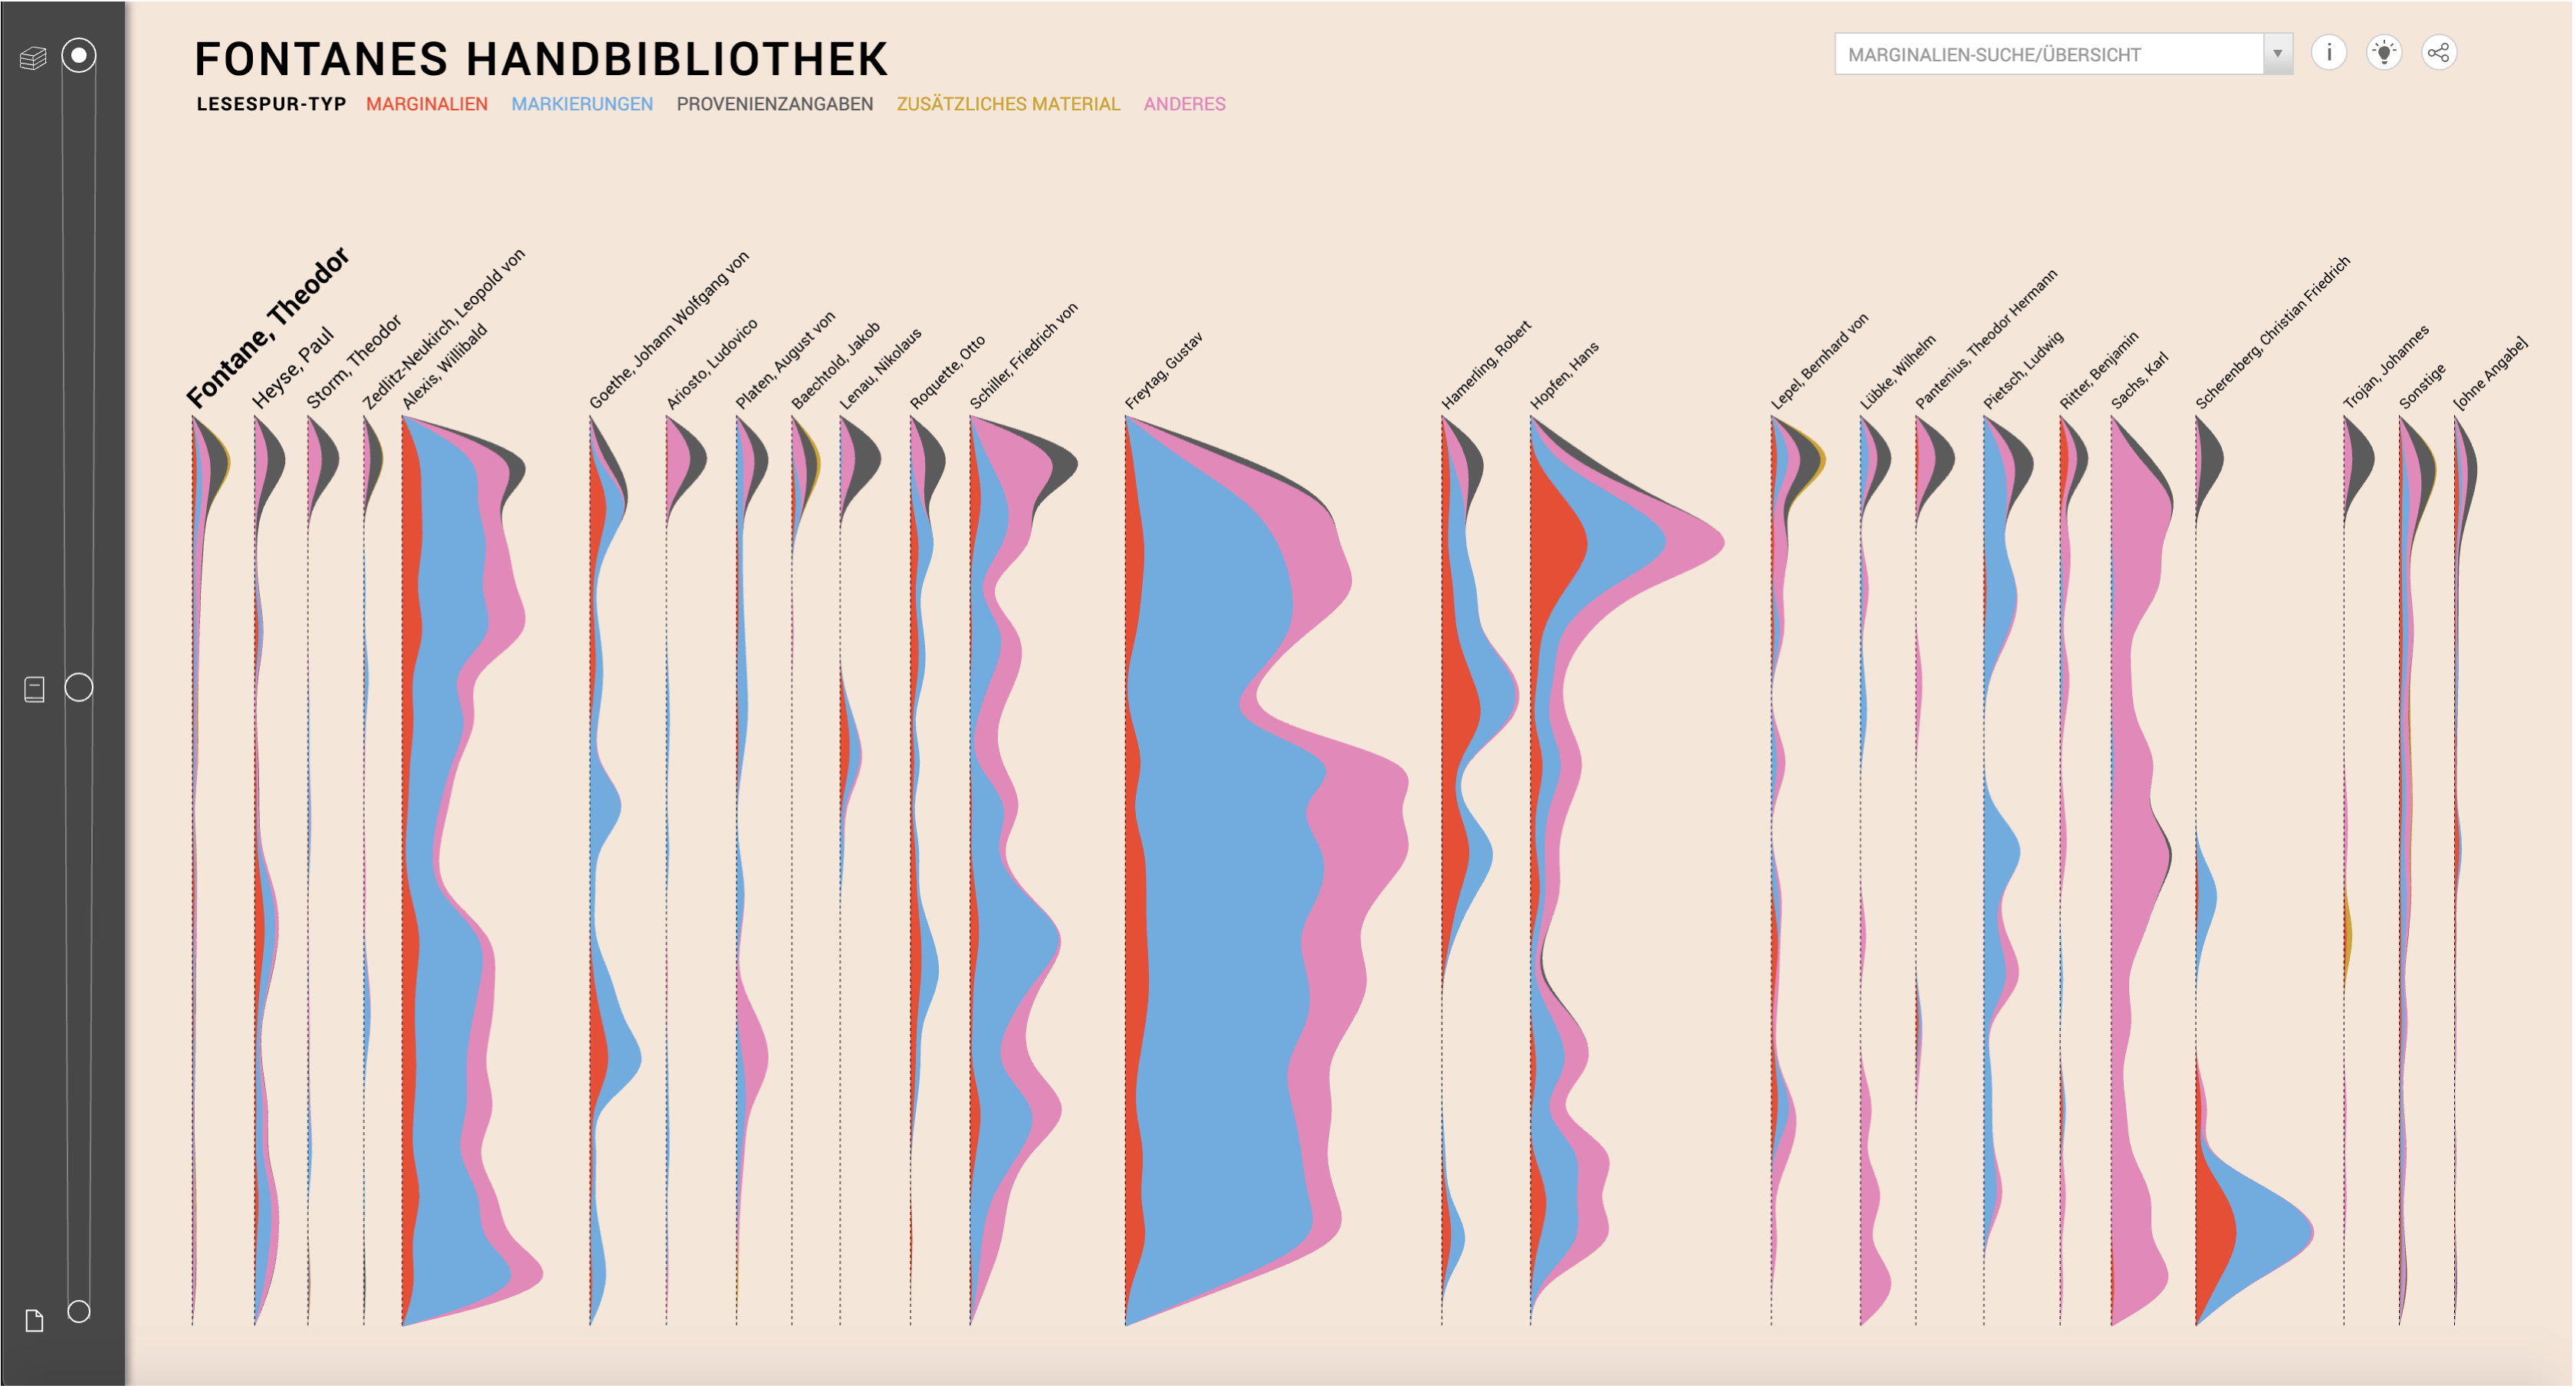 FONTANES HANDBIBLIOTHEK
MARGINALIEN-SUCHE/ÜBERSICHT
LESESPUR-TYP MARGINALIEN MARKIERUNGEN PROVENIENZANGABEN ZUSÄTZLICHES MATERIAL ANDERES
Fontane, Theodor
Heyse, Paul
Storm, Theodor
Zedlitz-Neukirch, Leopold von
Alexis, Willibald
Goethe, Johann Wolfgang von
Ariosto, Ludovico
Platen, August von
Baechtold, Jakob
Lenau, Nikolaus
Roquette, Otto
Schiller, Friedrich von
Freytag, Gustav
Hamerling, Robert
Hopfen, Hans
Lepel, Bernhard von
Lübke, Wilhelm
Pantenius, Theodor Hermann
Pietsch, Ludwig
Ritter, Benjamin
Sachs, Karl
Scherenberg, Christian Friedrich
Trojan, Johannes
Sonstige
[ohne Angabe]